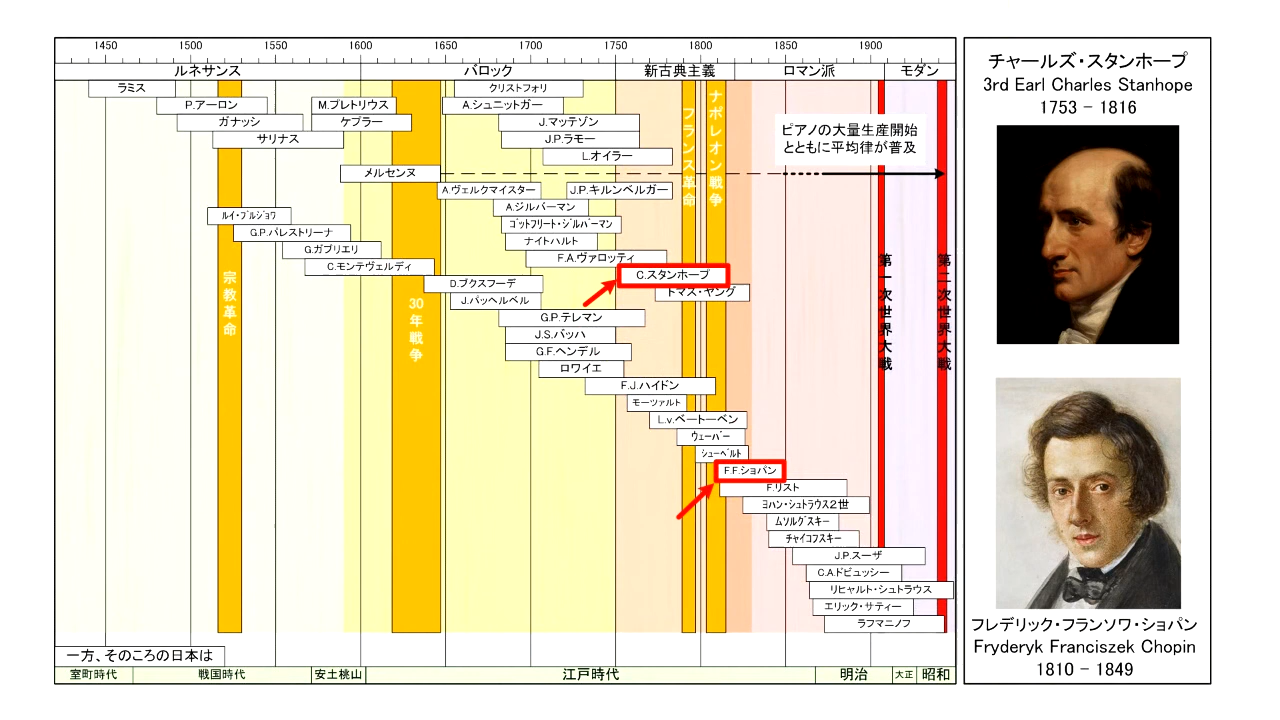 1450 1500 1550 1600 1650 1700 1750 1800 1850 1900
ルネサンス バロック 新古典主義 ロマン派 モダン
ラミス クリストフォリ
P.アーロン M.プレトリウス A.シュニットガー
ガナッシ ケプラー J.マッテゾン
サリナス J.P.ラモー
L.オイラー
メルセンヌ
A.ヴェルクマイスター J.P.キルンベルガー
A.ジルバーマン
ルイ・ブルジョワ
ゴットフリート・ジルバーマン
G.P.パレストリーナ
ナイトハルト
G.ガブリエリ
F.A.ヴァロッティ
C.モンテヴェルディ
C.スタンホープ
D.ブクスフーデ
トマス・ヤング
J.パッヘルベル
G.P.テレマン
J.S.バッハ
G.F.ヘンデル
ロワイエ
F.J.ハイドン
モーツァルト
L.v.ベートーベン
ウェーバー
シューベルト
F.F.ショパン
F.リスト
ヨハン・シュトラウス2世
ムソルグスキー
チャイコフスキー
J.P.スーザ
C.A.ドビュッシー
リヒャルト・シュトラウス
エリック・サティー
ラフマニノフ
宗教革命
30年戦争
フランス革命
ナポレオン戦争
第一次世界大戦
第二次世界大戦
ピアノの大量生産開始
とともに平均律が普及
一方、そのころの日本は
室町時代 戦国時代 安土桃山 江戸時代 明治 大正 昭和
チャールズ・スタンホープ
3rd Earl Charles Stanhope
1753 - 1816
フレデリック・フランソワ・ショパン
Fryderyk Franciszek Chopin
1810 - 1849